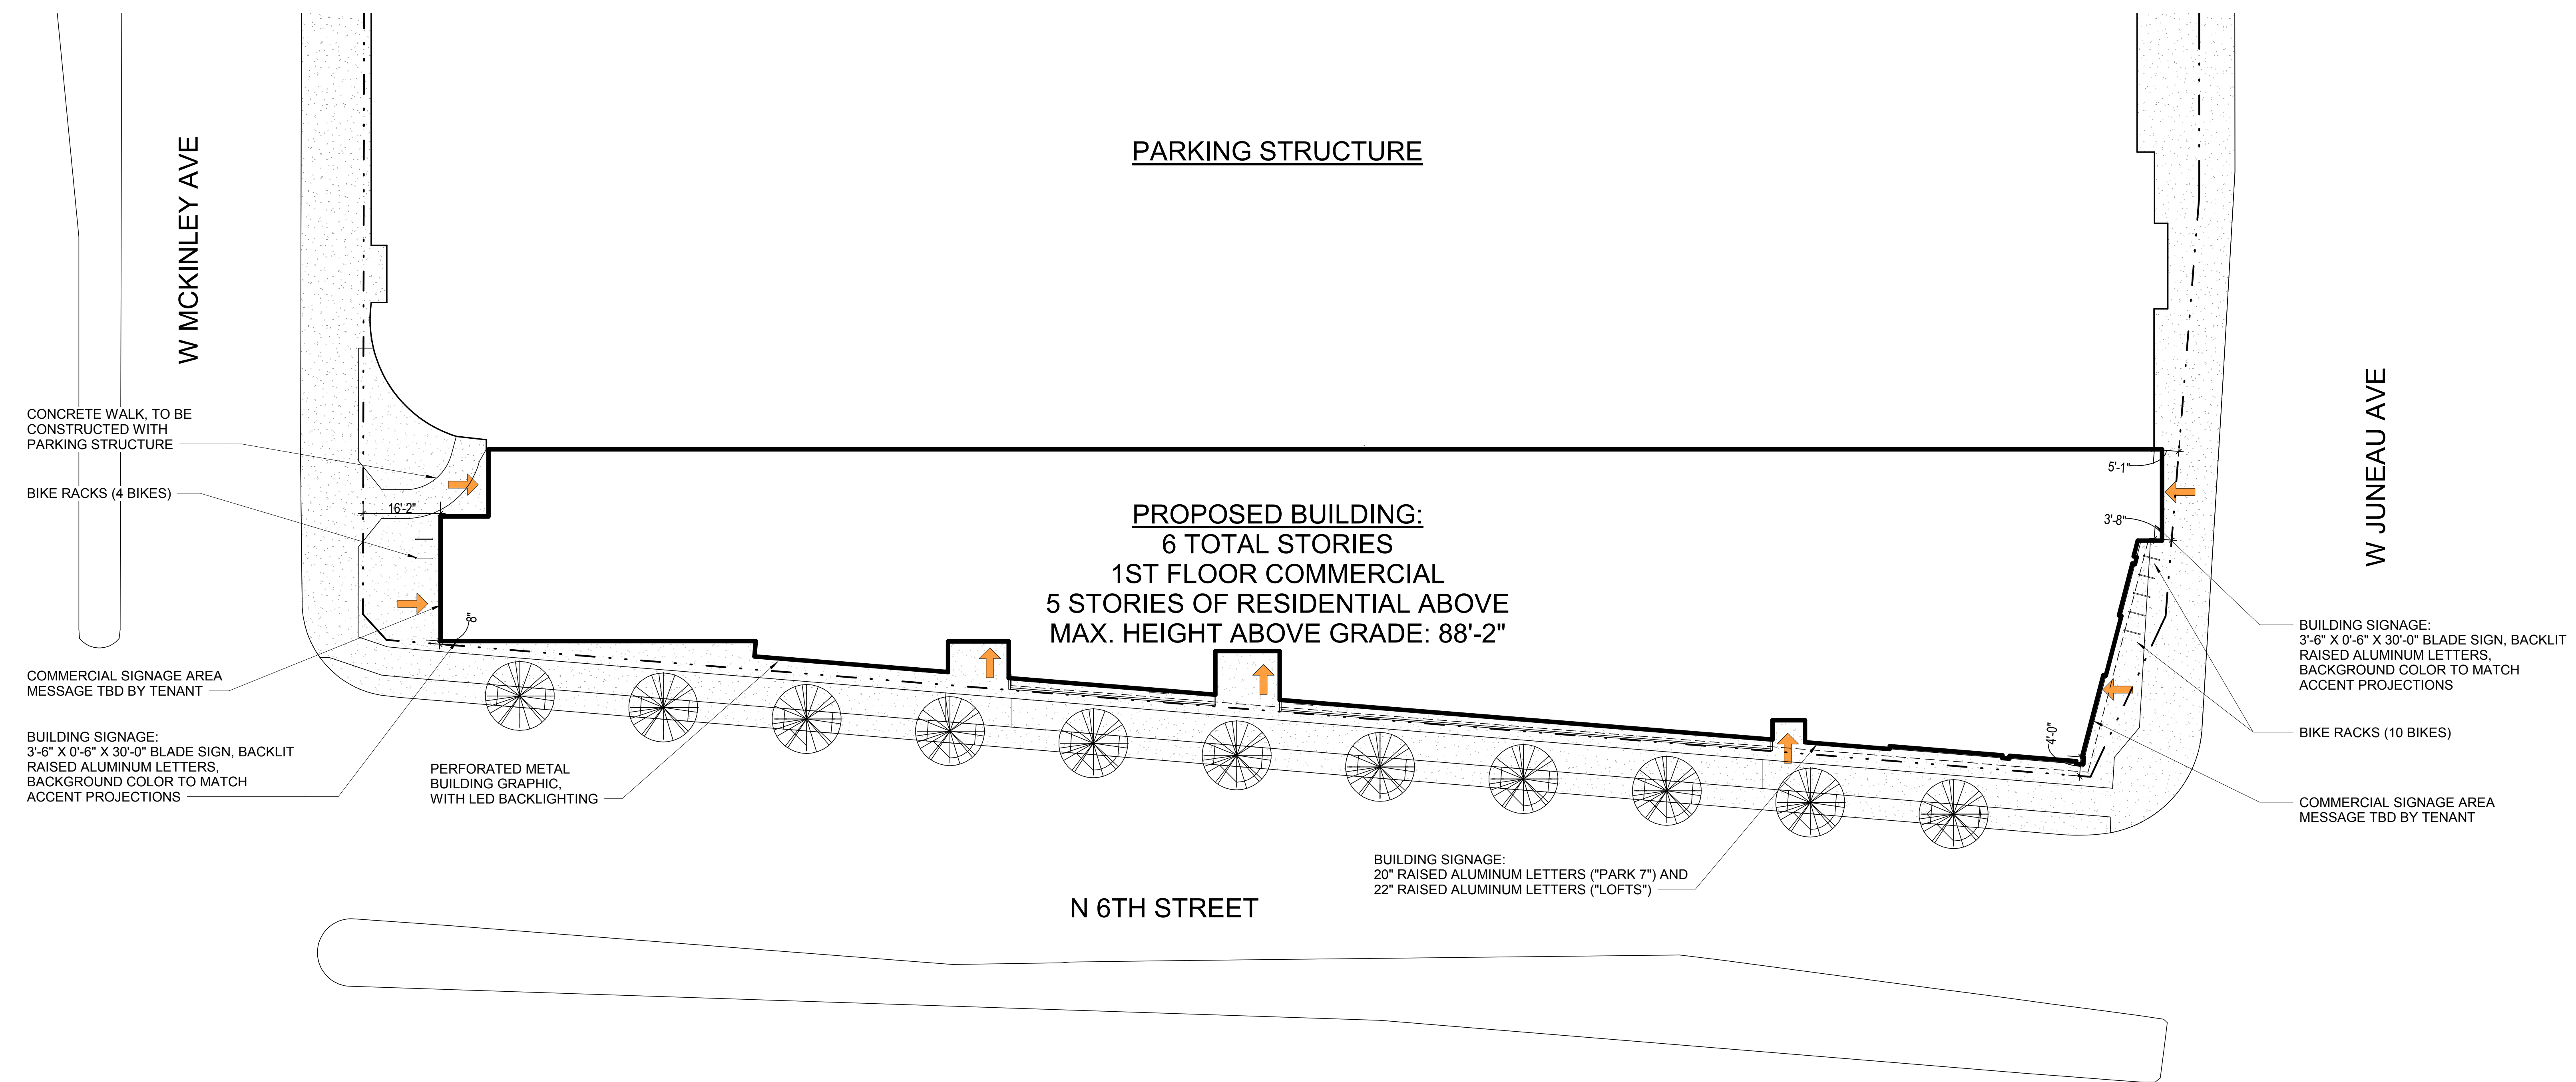 PARKING STRUCTURE
W MCKINLEY AVE
W JUNEAU AVE
CONCRETE WALK, TO BE
CONSTRUCTED WITH
PARKING STRUCTURE
BIKE RACKS (4 BIKES)
16'-2"
8"
COMMERCIAL SIGNAGE AREA
MESSAGE TBD BY TENANT
BUILDING SIGNAGE:
3'-6" X 0'-6" X 30'-0" BLADE SIGN, BACKLIT
RAISED ALUMINUM LETTERS,
BACKGROUND COLOR TO MATCH
ACCENT PROJECTIONS
PERFORATED METAL
BUILDING GRAPHIC,
WITH LED BACKLIGHTING
PROPOSED BUILDING:
6 TOTAL STORIES
1ST FLOOR COMMERCIAL
5 STORIES OF RESIDENTIAL ABOVE
MAX. HEIGHT ABOVE GRADE: 88'-2"
5'-1"
3'-8"
4'-0"
BUILDING SIGNAGE:
3'-6" X 0'-6" X 30'-0" BLADE SIGN, BACKLIT
RAISED ALUMINUM LETTERS,
BACKGROUND COLOR TO MATCH
ACCENT PROJECTIONS
BIKE RACKS (10 BIKES)
COMMERCIAL SIGNAGE AREA
MESSAGE TBD BY TENANT
BUILDING SIGNAGE:
20" RAISED ALUMINUM LETTERS ("PARK 7") AND
22" RAISED ALUMINUM LETTERS ("LOFTS")
N 6TH STREET